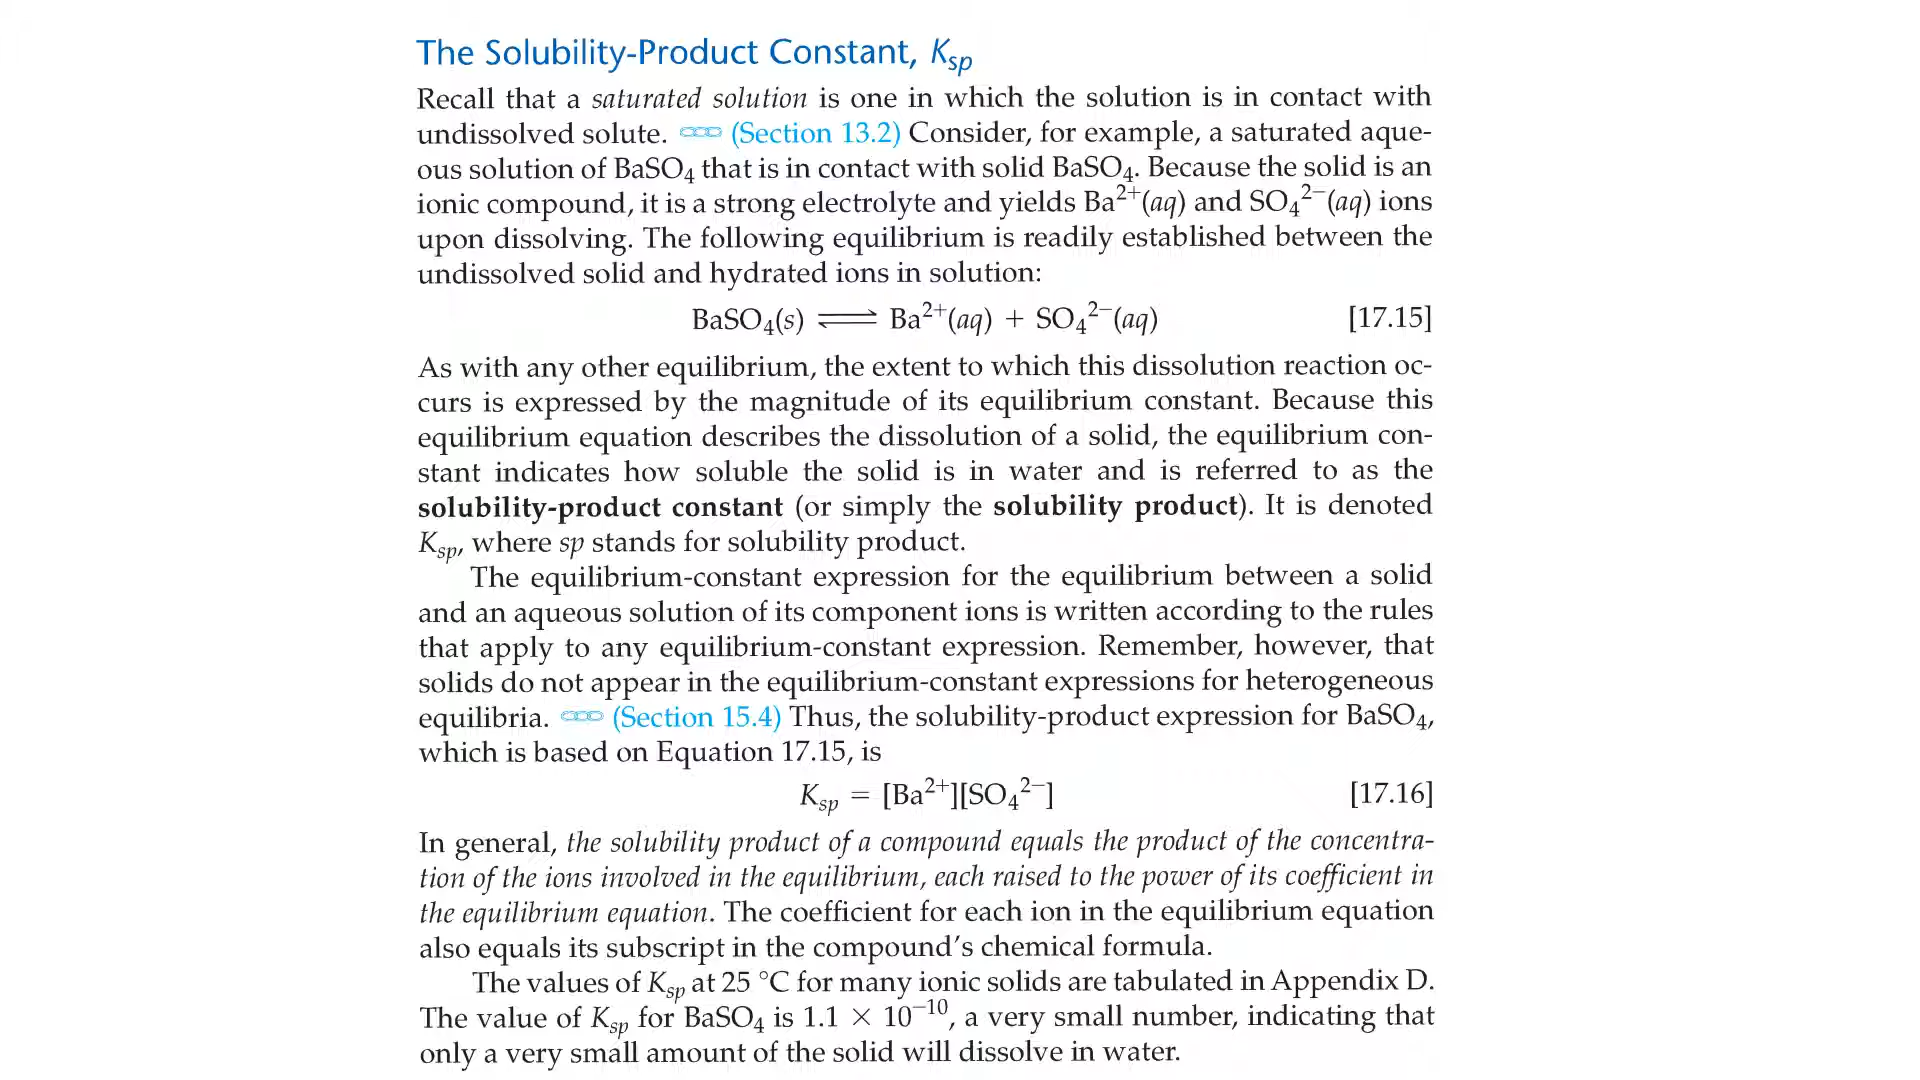 The Solubility-Product Constant, Ksp
Recall that a saturated solution is one in which the solution is in contact with
undissolved solute. (Section 13.2) Consider, for example, a saturated aque-
ous solution of BaSO₄ that is in contact with solid BaSO₄. Because the solid is an
ionic compound, it is a strong electrolyte and yields Ba²⁺(aq) and SO₄²⁻(aq) ions
upon dissolving. The following equilibrium is readily established between the
undissolved solid and hydrated ions in solution:
BaSO₄(s) ⇌ Ba²⁺(aq) + SO₄²⁻(aq) [17.15]
As with any other equilibrium, the extent to which this dissolution reaction oc-
curs is expressed by the magnitude of its equilibrium constant. Because this
equilibrium equation describes the dissolution of a solid, the equilibrium con-
stant indicates how soluble the solid is in water and is referred to as the
solubility-product constant (or simply the solubility product). It is denoted
Ksp, where sp stands for solubility product.
The equilibrium-constant expression for the equilibrium between a solid
and an aqueous solution of its component ions is written according to the rules
that apply to any equilibrium-constant expression. Remember, however, that
solids do not appear in the equilibrium-constant expressions for heterogeneous
equilibria. (Section 15.4) Thus, the solubility-product expression for BaSO₄,
which is based on Equation 17.15, is
Ksp = [Ba²⁺][SO₄²⁻] [17.16]
In general, the solubility product of a compound equals the product of the concentra-
tion of the ions involved in the equilibrium, each raised to the power of its coefficient in
the equilibrium equation. The coefficient for each ion in the equilibrium equation
also equals its subscript in the compound's chemical formula.
The values of Ksp at 25 °C for many ionic solids are tabulated in Appendix D.
The value of Ksp for BaSO₄ is 1.1 × 10⁻¹⁰, a very small number, indicating that
only a very small amount of the solid will dissolve in water.